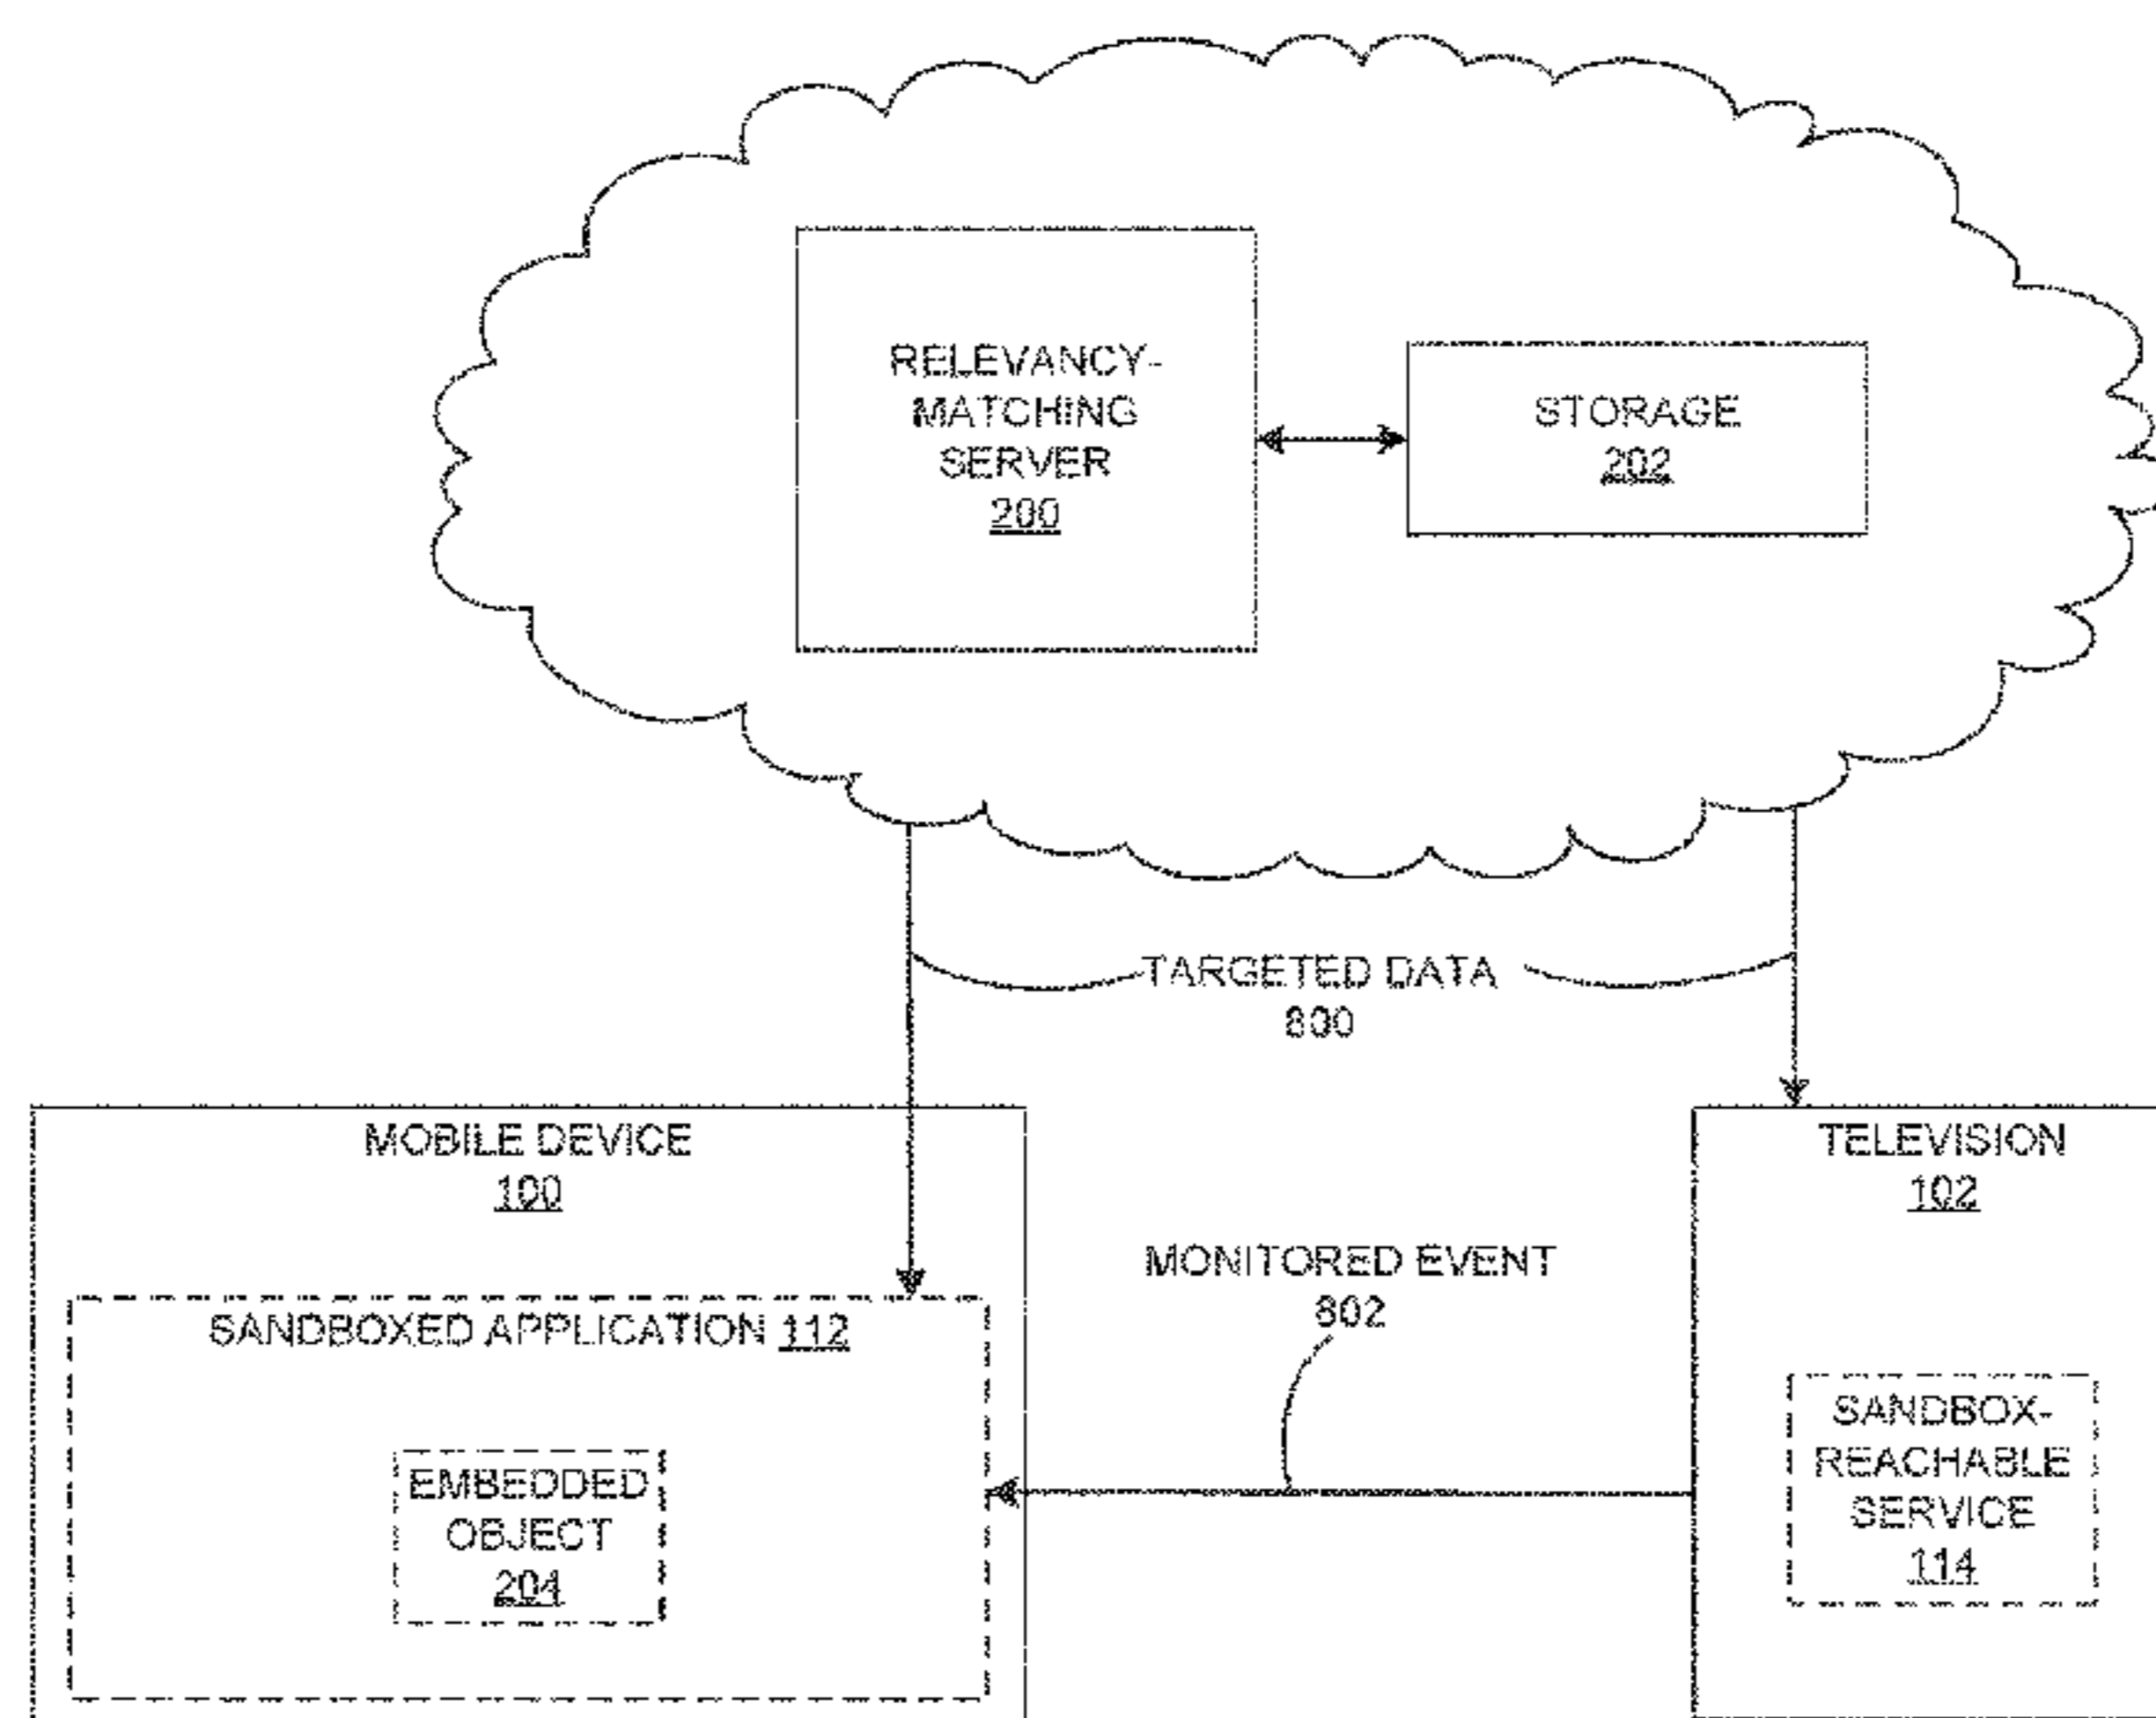 RELEVANCY-
MATCHING
SERVER
200
STORAGE
202
TARGETED DATA
800
MOBILE DEVICE
100
TELEVISION
102
MONITORED EVENT
802
SANDBOXED APPLICATION 112
EMBEDDED
OBJECT
204
SANDBOX-
REACHABLE
SERVICE
114